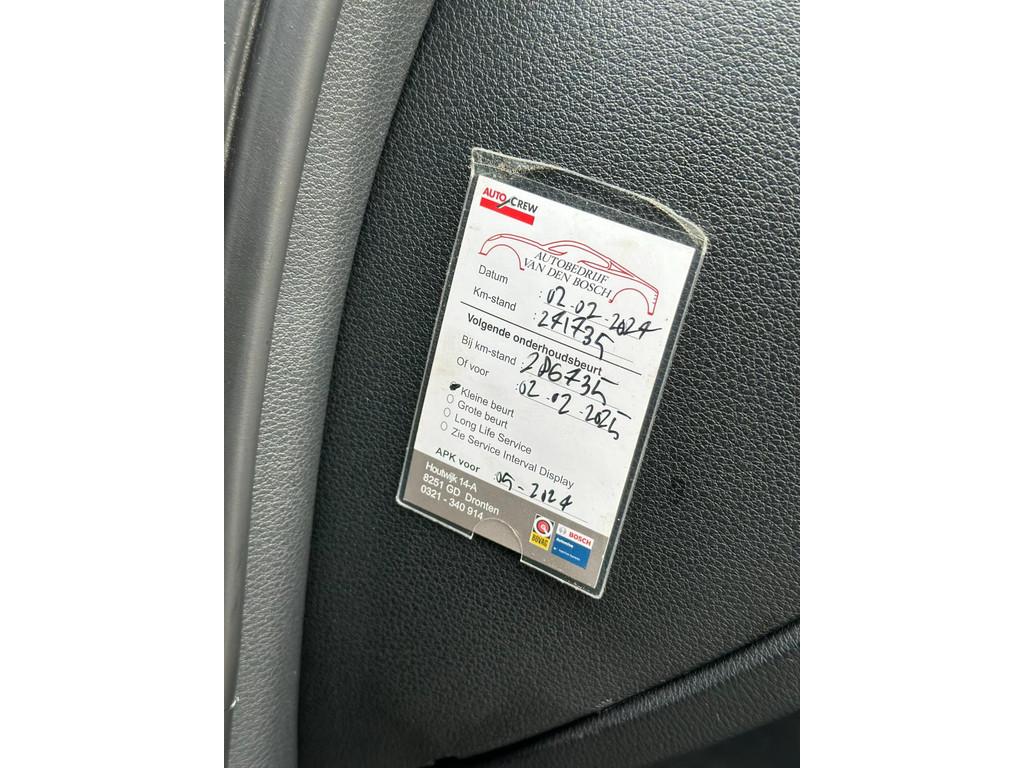 AUTO CREW
AUTOBEDRIJF
VAN DEN BOSCH
Datum : 02-02-2024
Km-stand : 271735
Volgende onderhoudsbeurt
Bij km-stand : 286735
Of voor : 02-02-2025
Kleine beurt
Grote beurt
Long Life Service
Zie Service Interval Display
APK voor : 05-2024
Houtwijk 14-A
8251 GD Dronten
0321 - 340 914
BOVAG
BOSCH